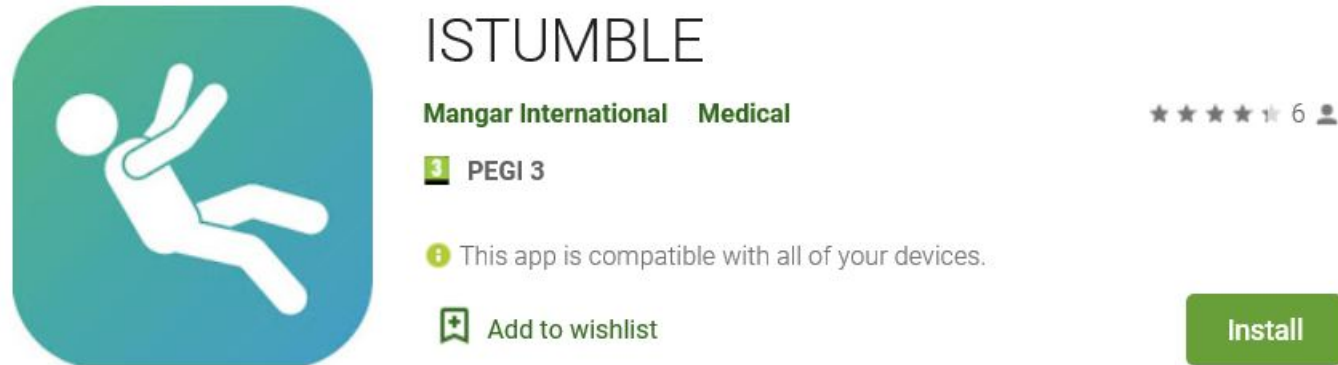 ISTUMBLE
Mangar International Medical
6
3 PEGI 3
This app is compatible with all of your devices.
Add to wishlist
Install